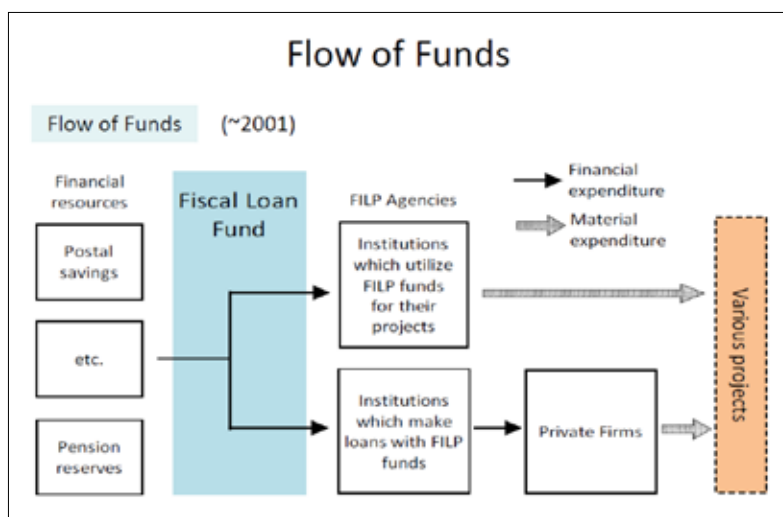 Flow of Funds
Flow of Funds (~2001)
Financial
resources
Postal
savings
etc.
Pension
reserves
Fiscal Loan
Fund
FILP Agencies
Institutions
which utilize
FILP funds
for their
projects
Institutions
which make
loans with FILP
funds
Private Firms
Financial
expenditure
Material
expenditure
Various projects